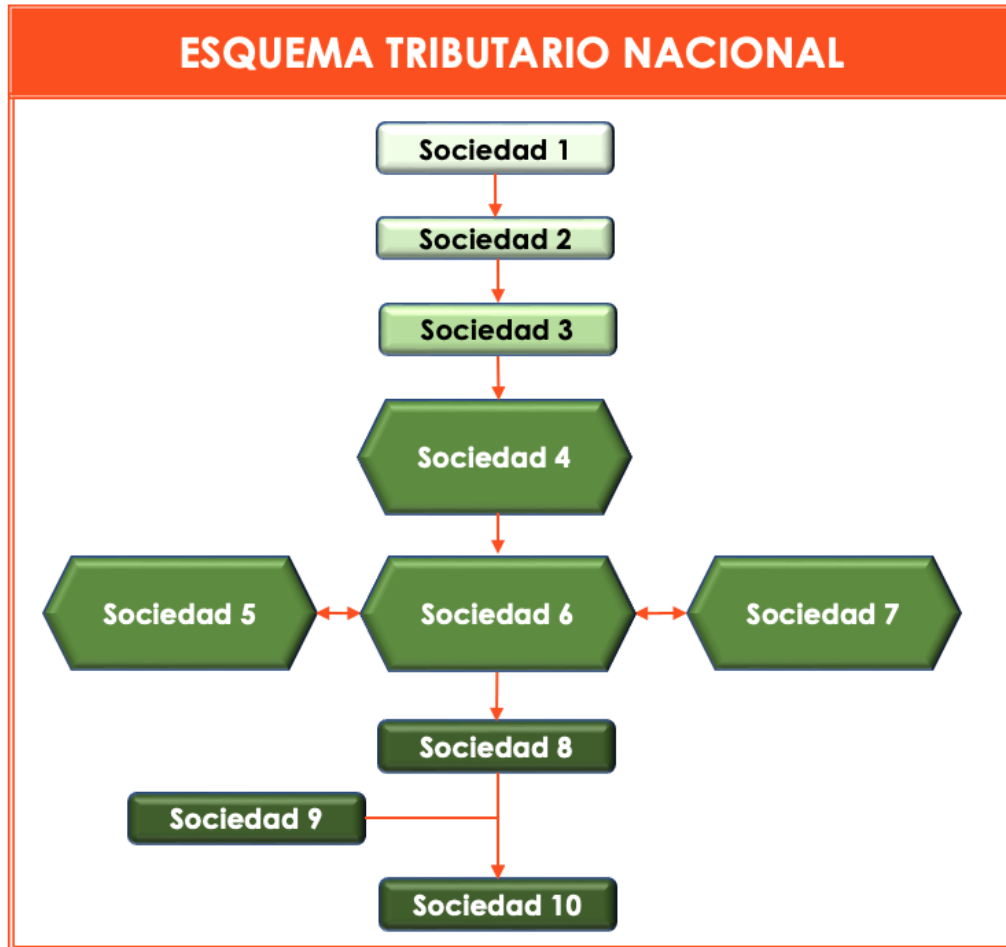 ESQUEMA TRIBUTARIO NACIONAL
Sociedad 1
Sociedad 2
Sociedad 3
Sociedad 4
Sociedad 5
Sociedad 6
Sociedad 7
Sociedad 8
Sociedad 9
Sociedad 10